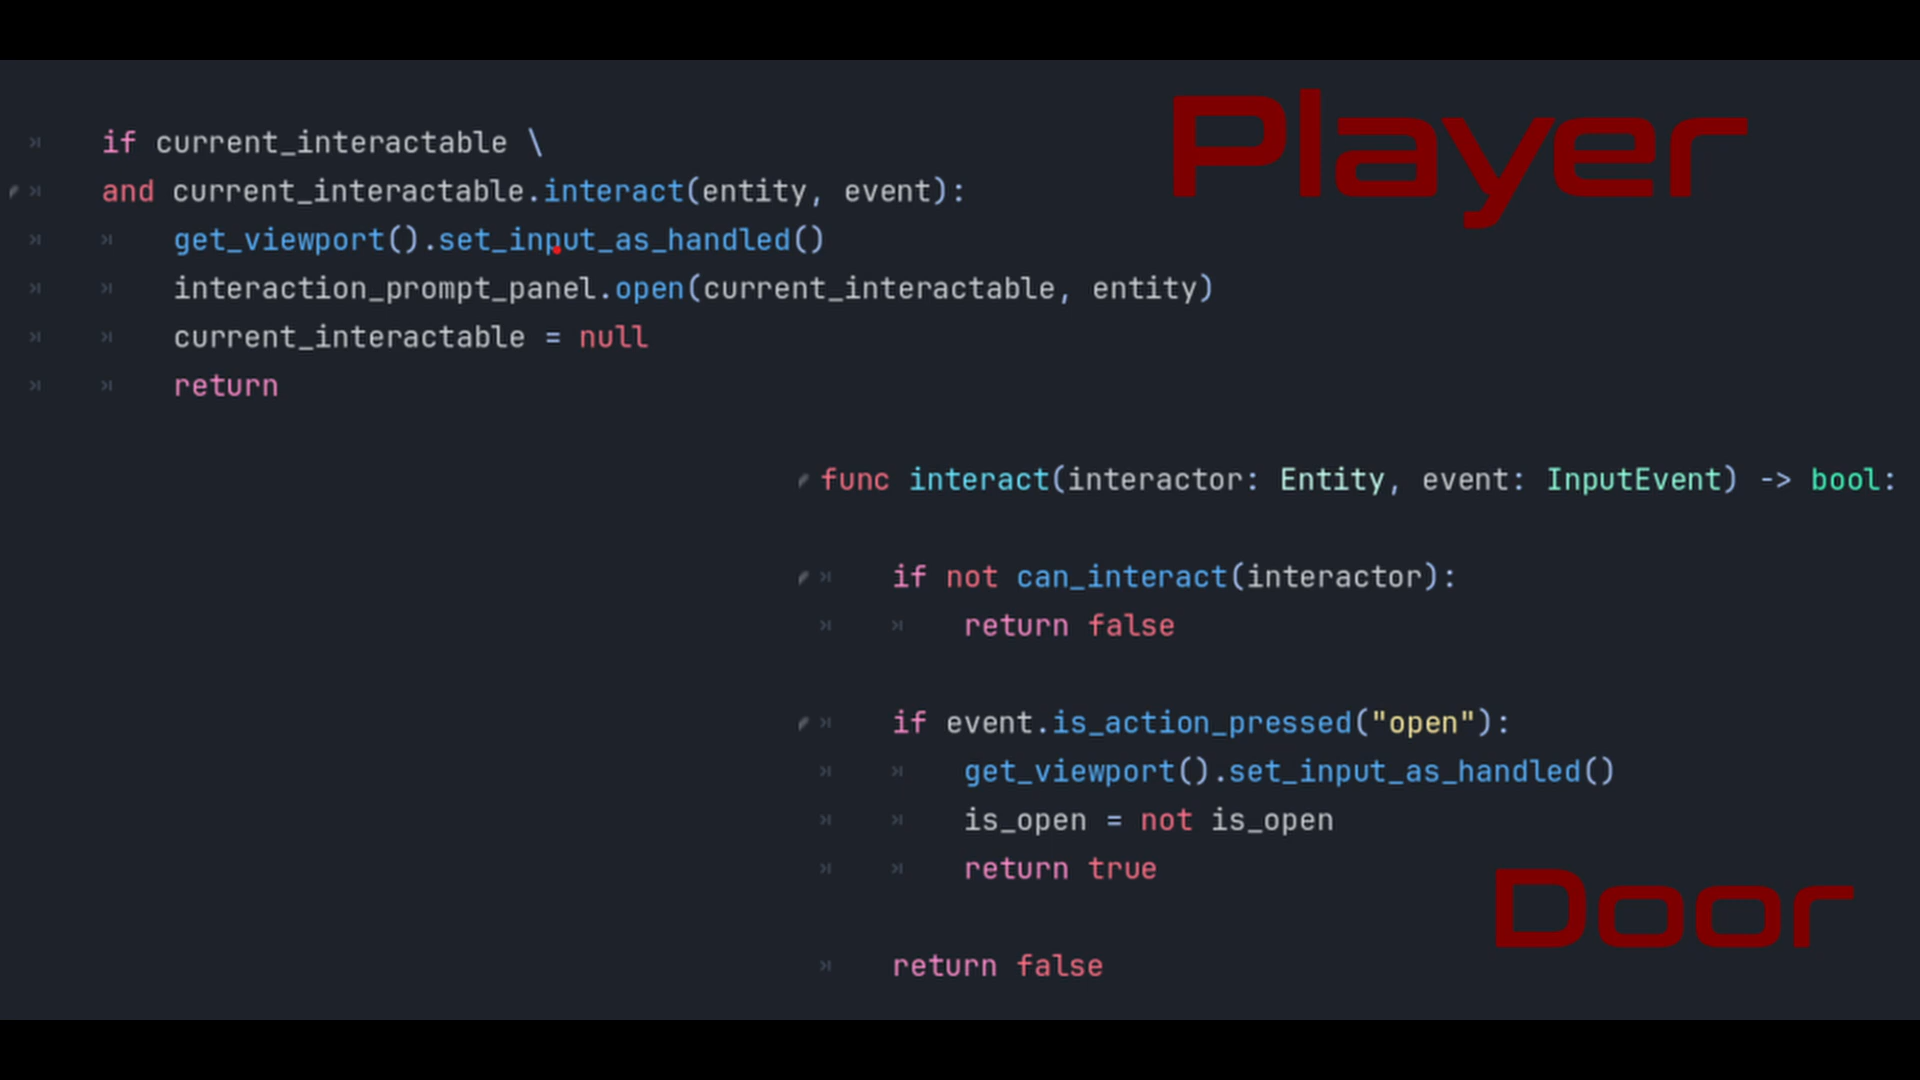 Player
if current_interactable \
and current_interactable.interact(entity, event):
get_viewport().set_input_as_handled()
interaction_prompt_panel.open(current_interactable, entity)
current_interactable = null
return
func interact(interactor: Entity, event: InputEvent) -> bool:
if not can_interact(interactor):
return false
if event.is_action_pressed("open"):
get_viewport().set_input_as_handled()
is_open = not is_open
return true
return false
Door